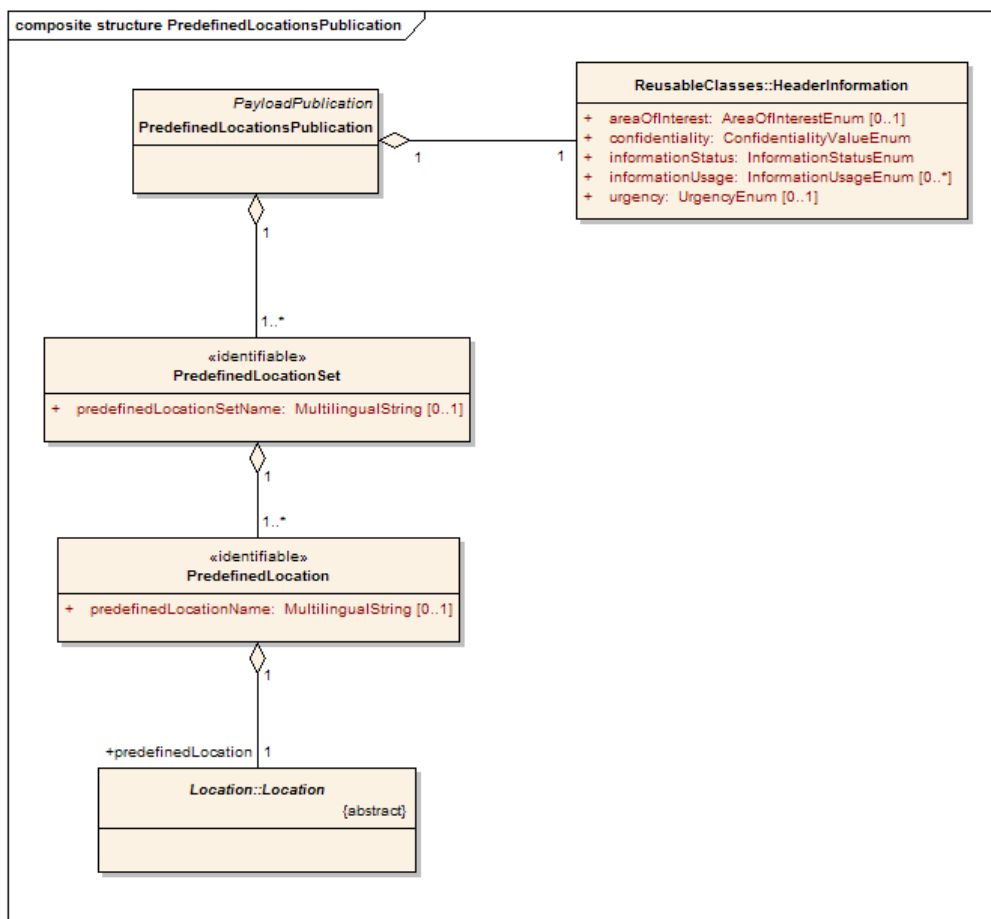 composite structure PredefinedLocationsPublication
PayloadPublication
PredefinedLocationsPublication
1
1
ReusableClasses::HeaderInformation
+ areaOfInterest: AreaOfInterestEnum [0..1]
+ confidentiality: ConfidentialityValueEnum
+ informationStatus: InformationStatusEnum
+ informationUsage: InformationUsageEnum [0..*]
+ urgency: UrgencyEnum [0..1]
1
1..*
«identifiable»
PredefinedLocationSet
+ predefinedLocationSetName: MultilingualString [0..1]
1
1..*
«identifiable»
PredefinedLocation
+ predefinedLocationName: MultilingualString [0..1]
1
+predefinedLocation 1
Location::Location
{abstract}